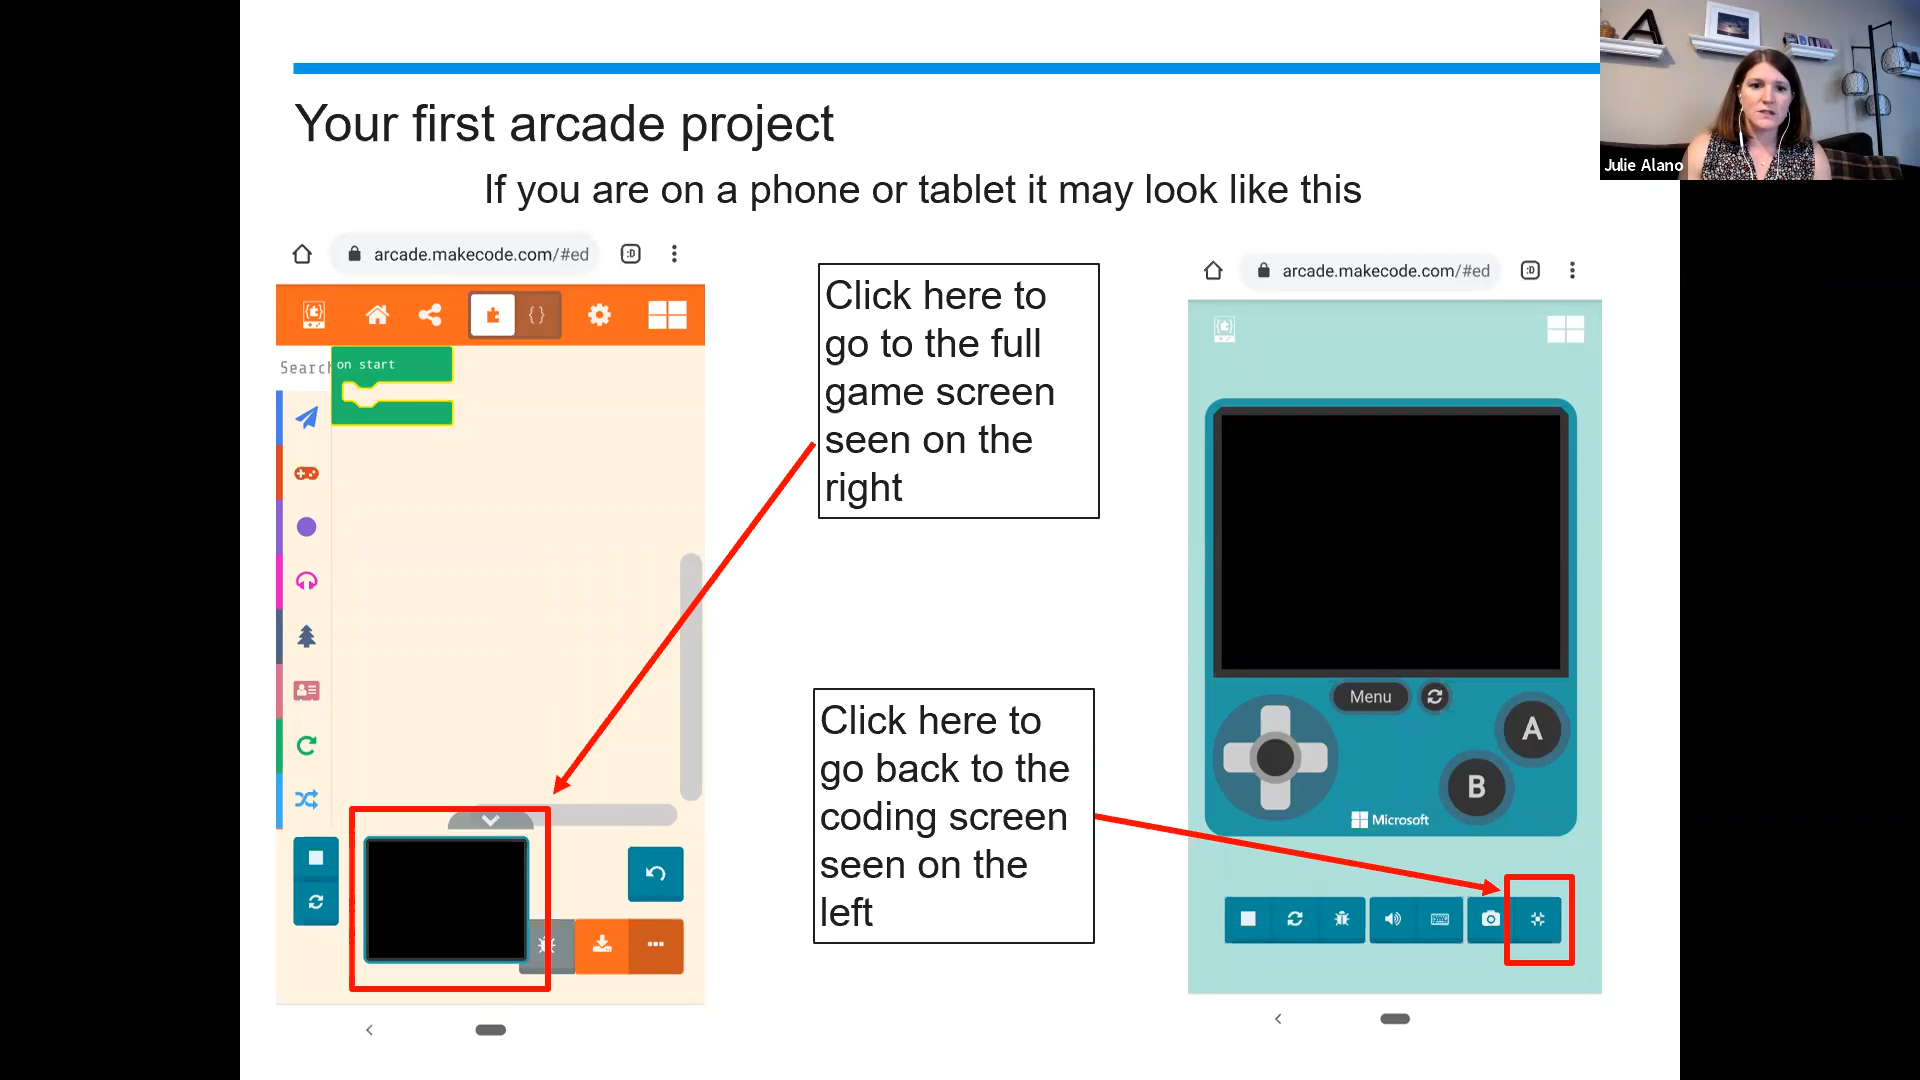 Your first arcade project
If you are on a phone or tablet it may look like this
Julie Alano
arcade.makecode.com/#ed
:D
Search
on start
{ }
Click here to
go to the full
game screen
seen on the
right
Click here to
go back to the
coding screen
seen on the
left
arcade.makecode.com/#ed
:D
Menu
A
B
Microsoft